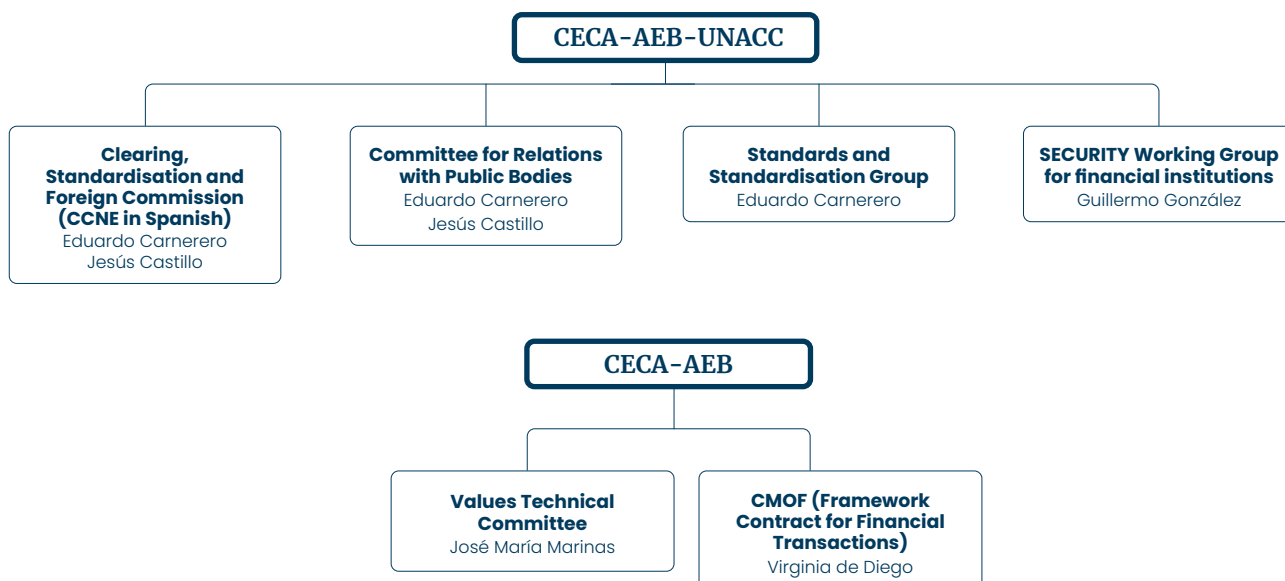 CECA-AEB-UNACC
Clearing,
Standardisation and
Foreign Commission
(CCNE in Spanish)
Eduardo Carnerero
Jesús Castillo
Committee for Relations
with Public Bodies
Eduardo Carnerero
Jesús Castillo
Standards and
Standardisation Group
Eduardo Carnerero
SECURITY Working Group
for financial institutions
Guillermo González
CECA-AEB
Values Technical
Committee
José María Marinas
CMOF (Framework
Contract for Financial
Transactions)
Virginia de Diego